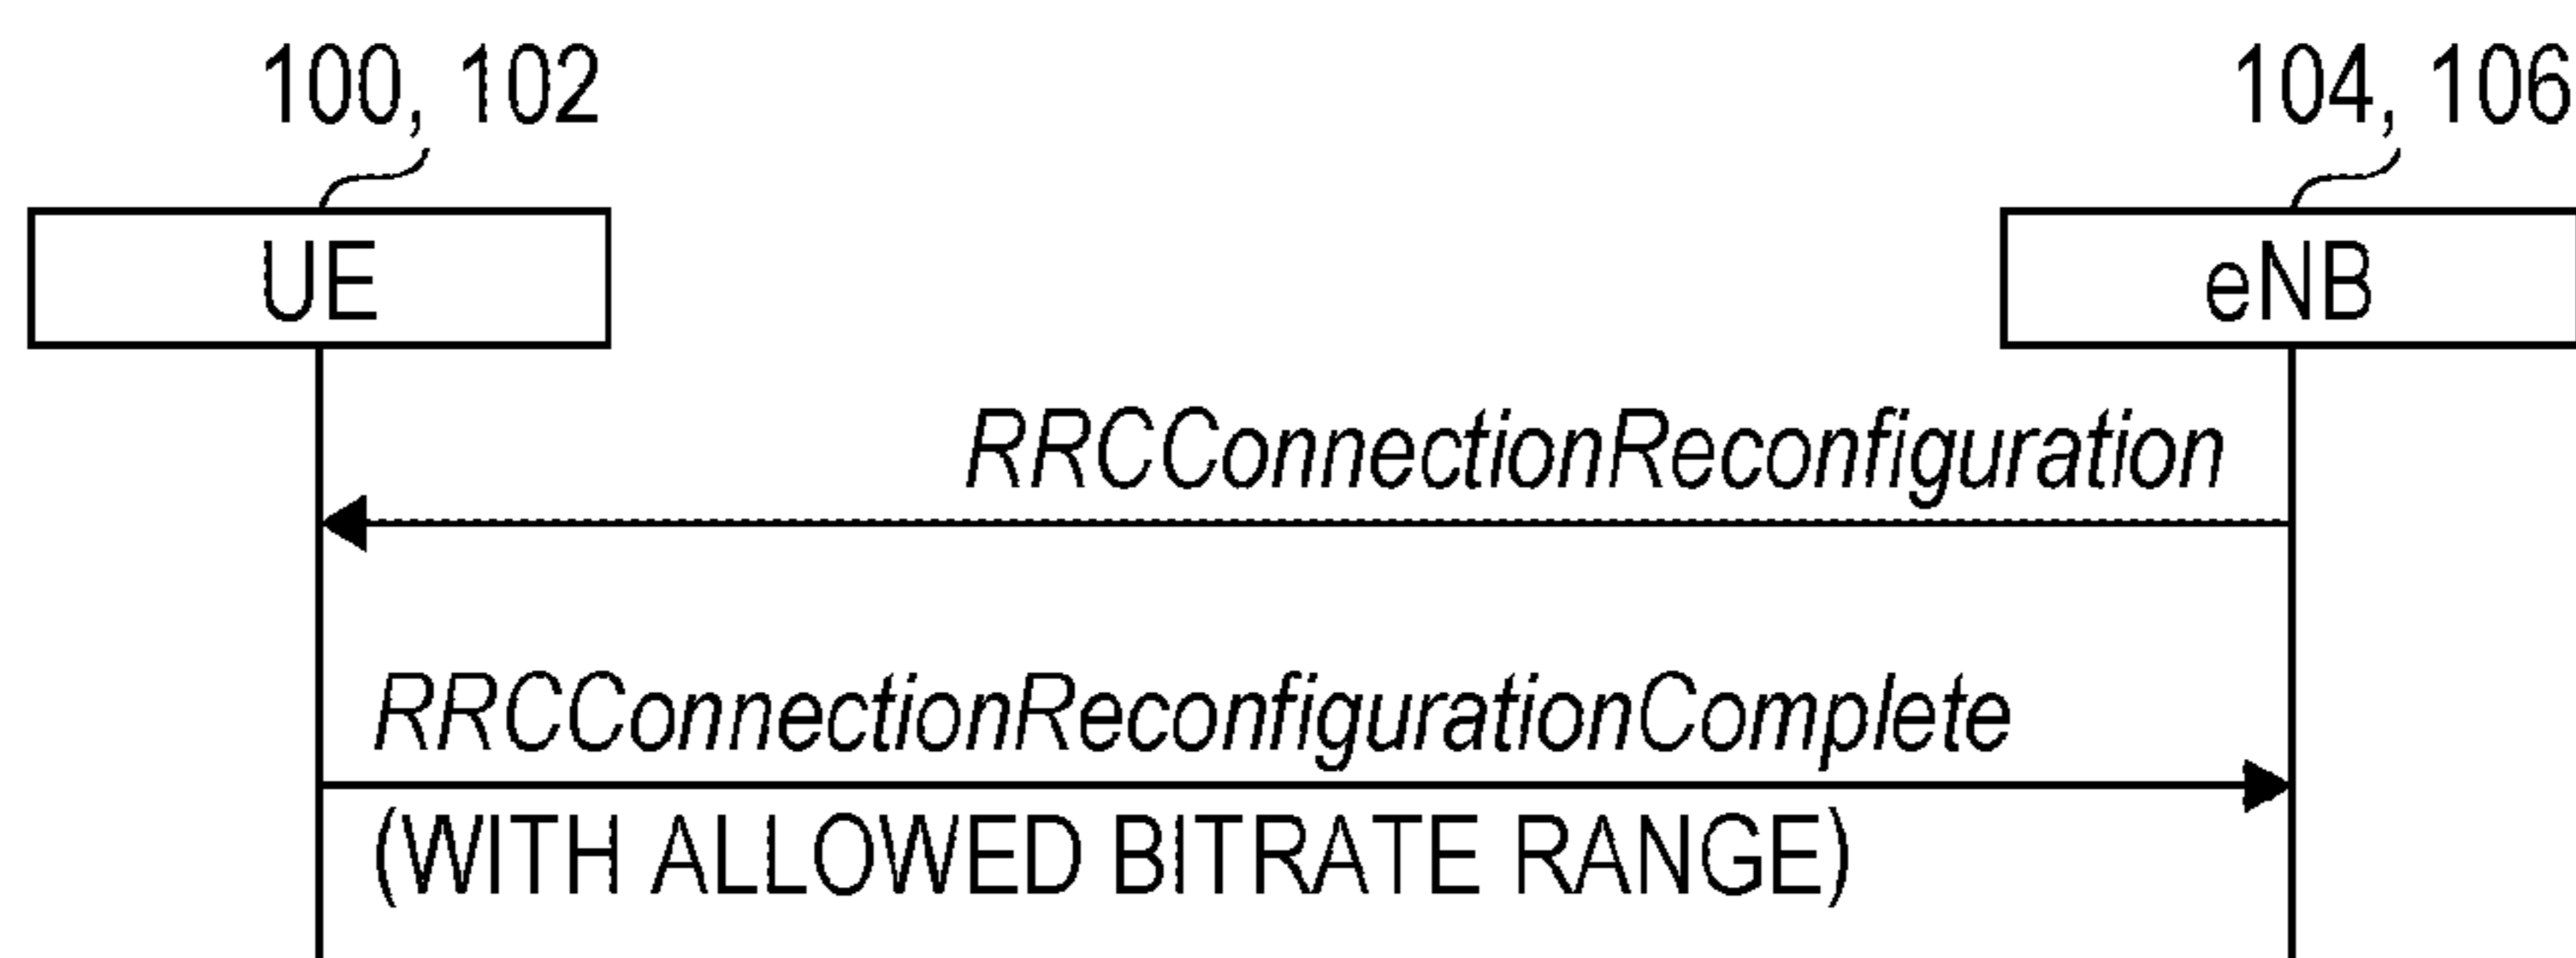 100, 102
104, 106
UE
eNB
RRCConnectionReconfiguration
RRCConnectionReconfigurationComplete
(WITH ALLOWED BITRATE RANGE)